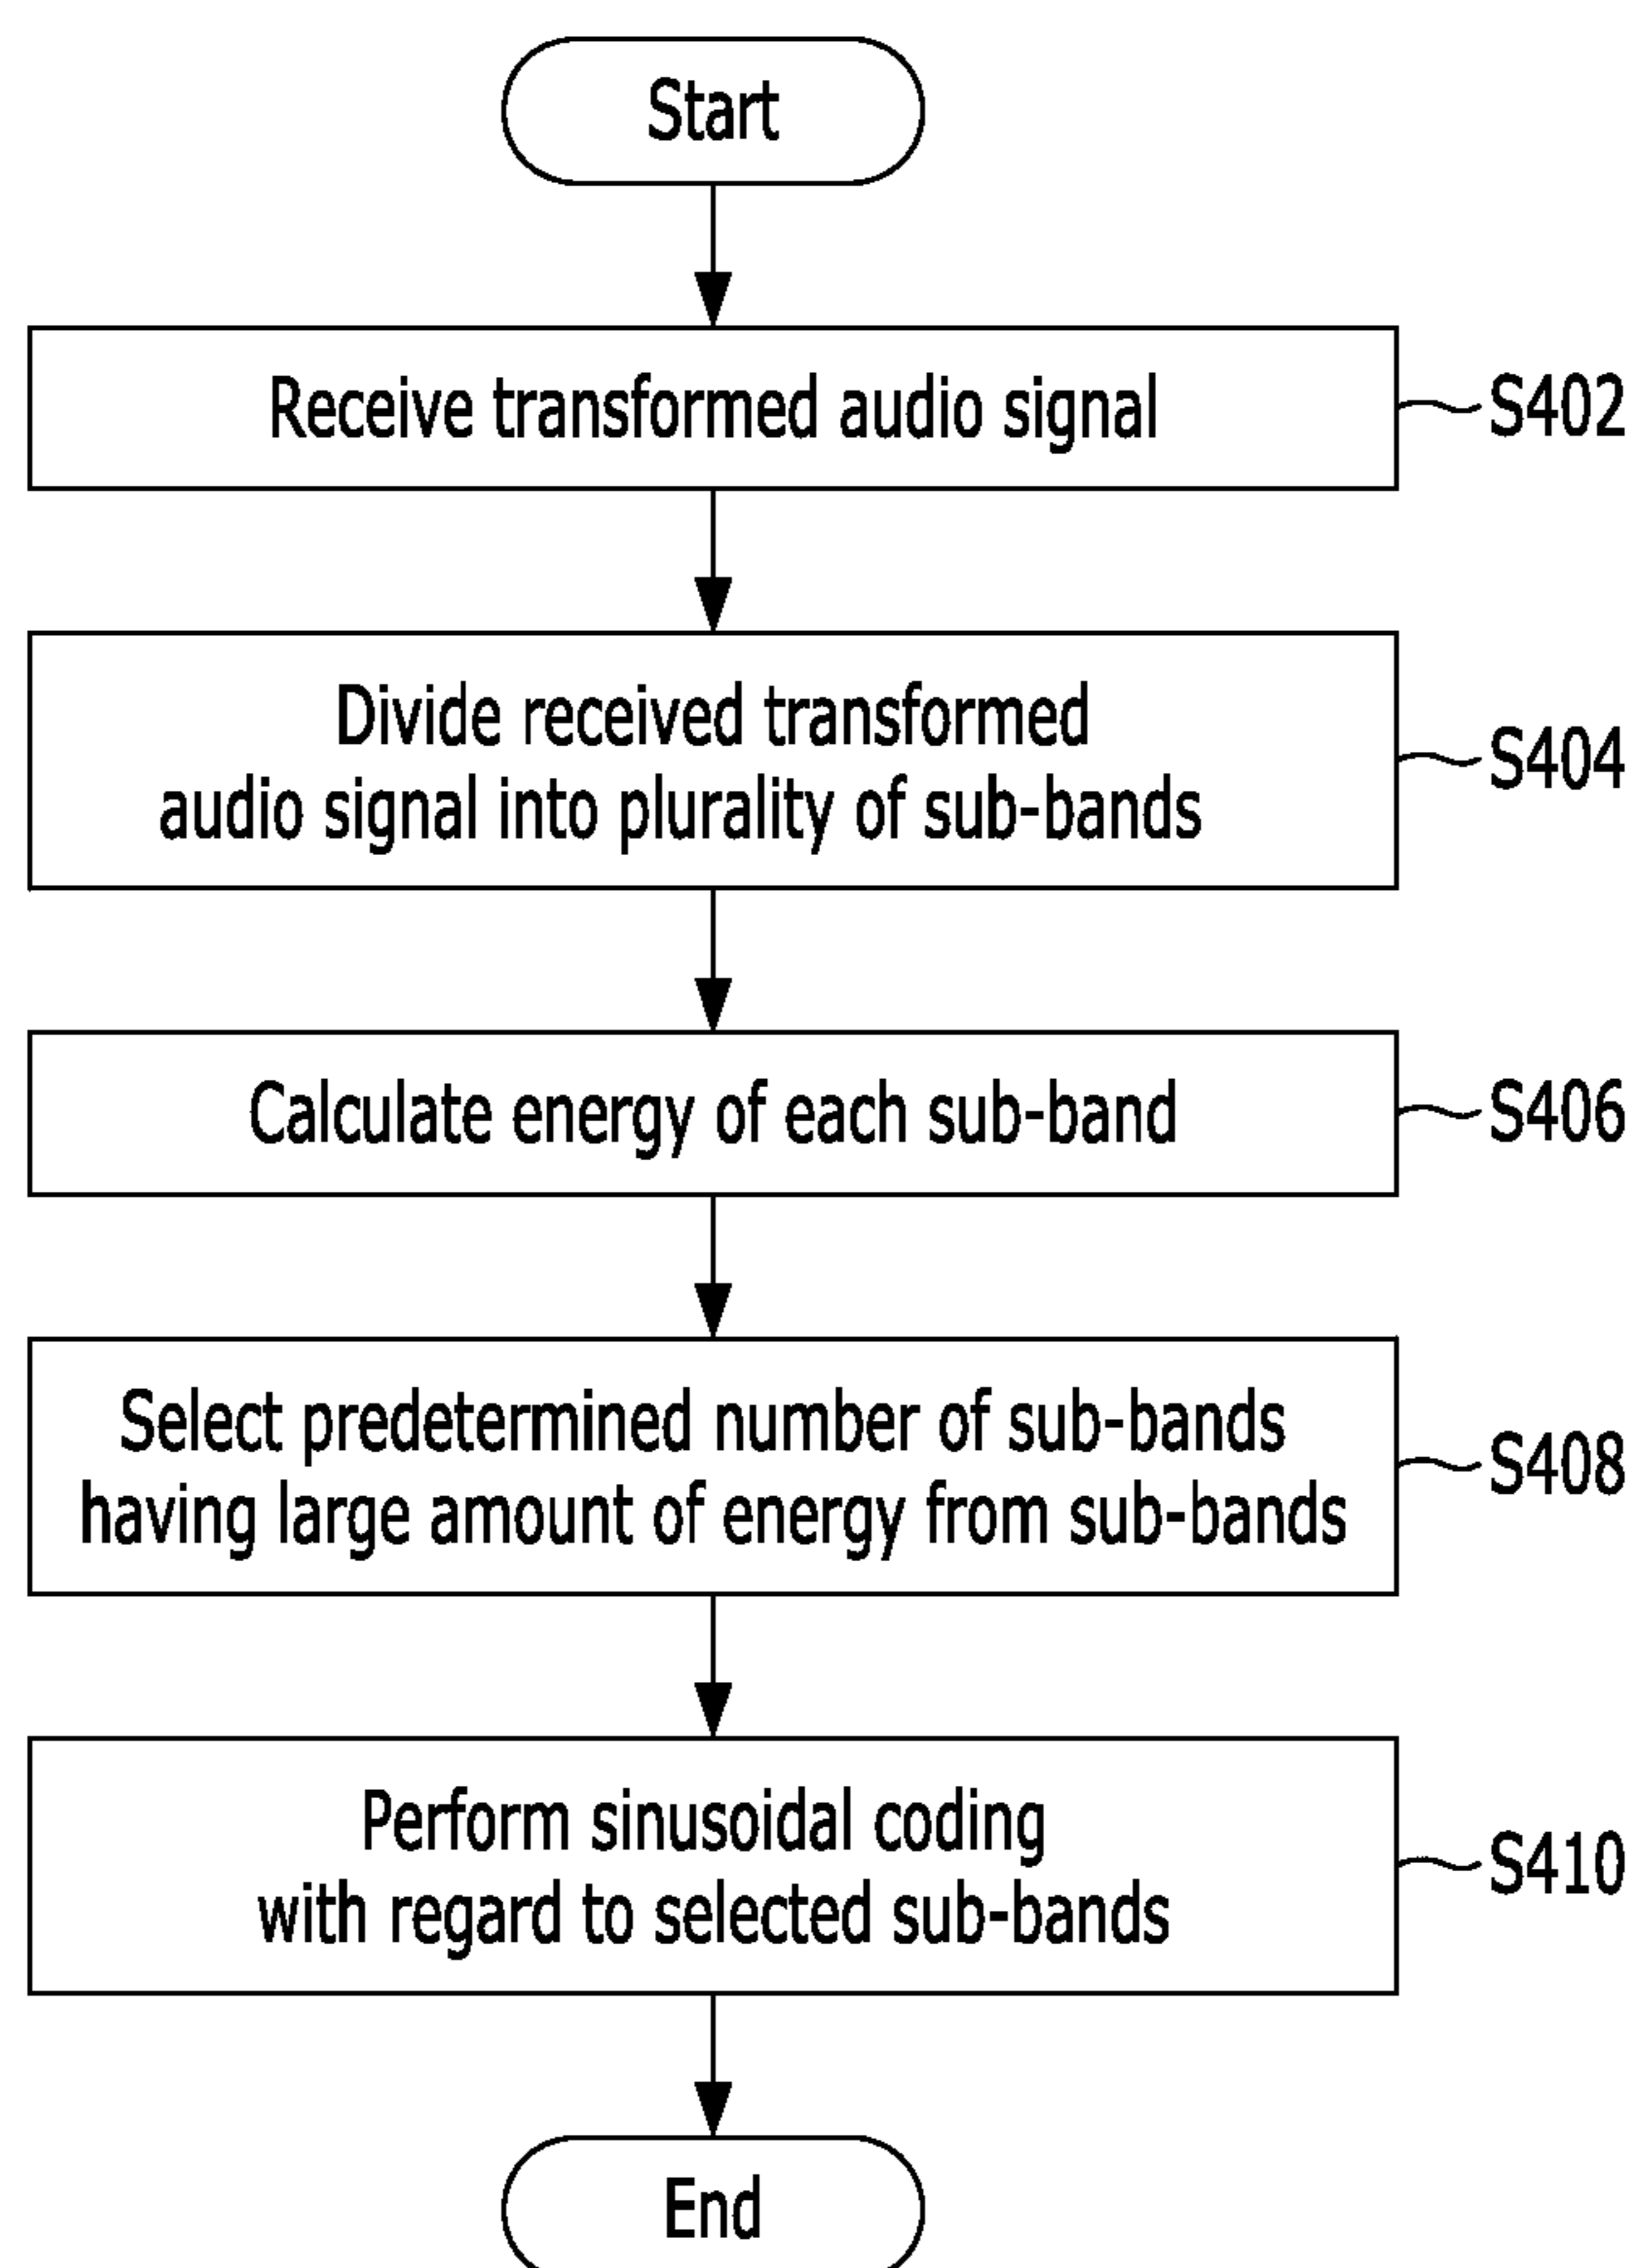 Start
Receive transformed audio signal
S402
Divide received transformed
audio signal into plurality of sub-bands
S404
Calculate energy of each sub-band
S406
Select predetermined number of sub-bands
having large amount of energy from sub-bands
S408
Perform sinusoidal coding
with regard to selected sub-bands
S410
End